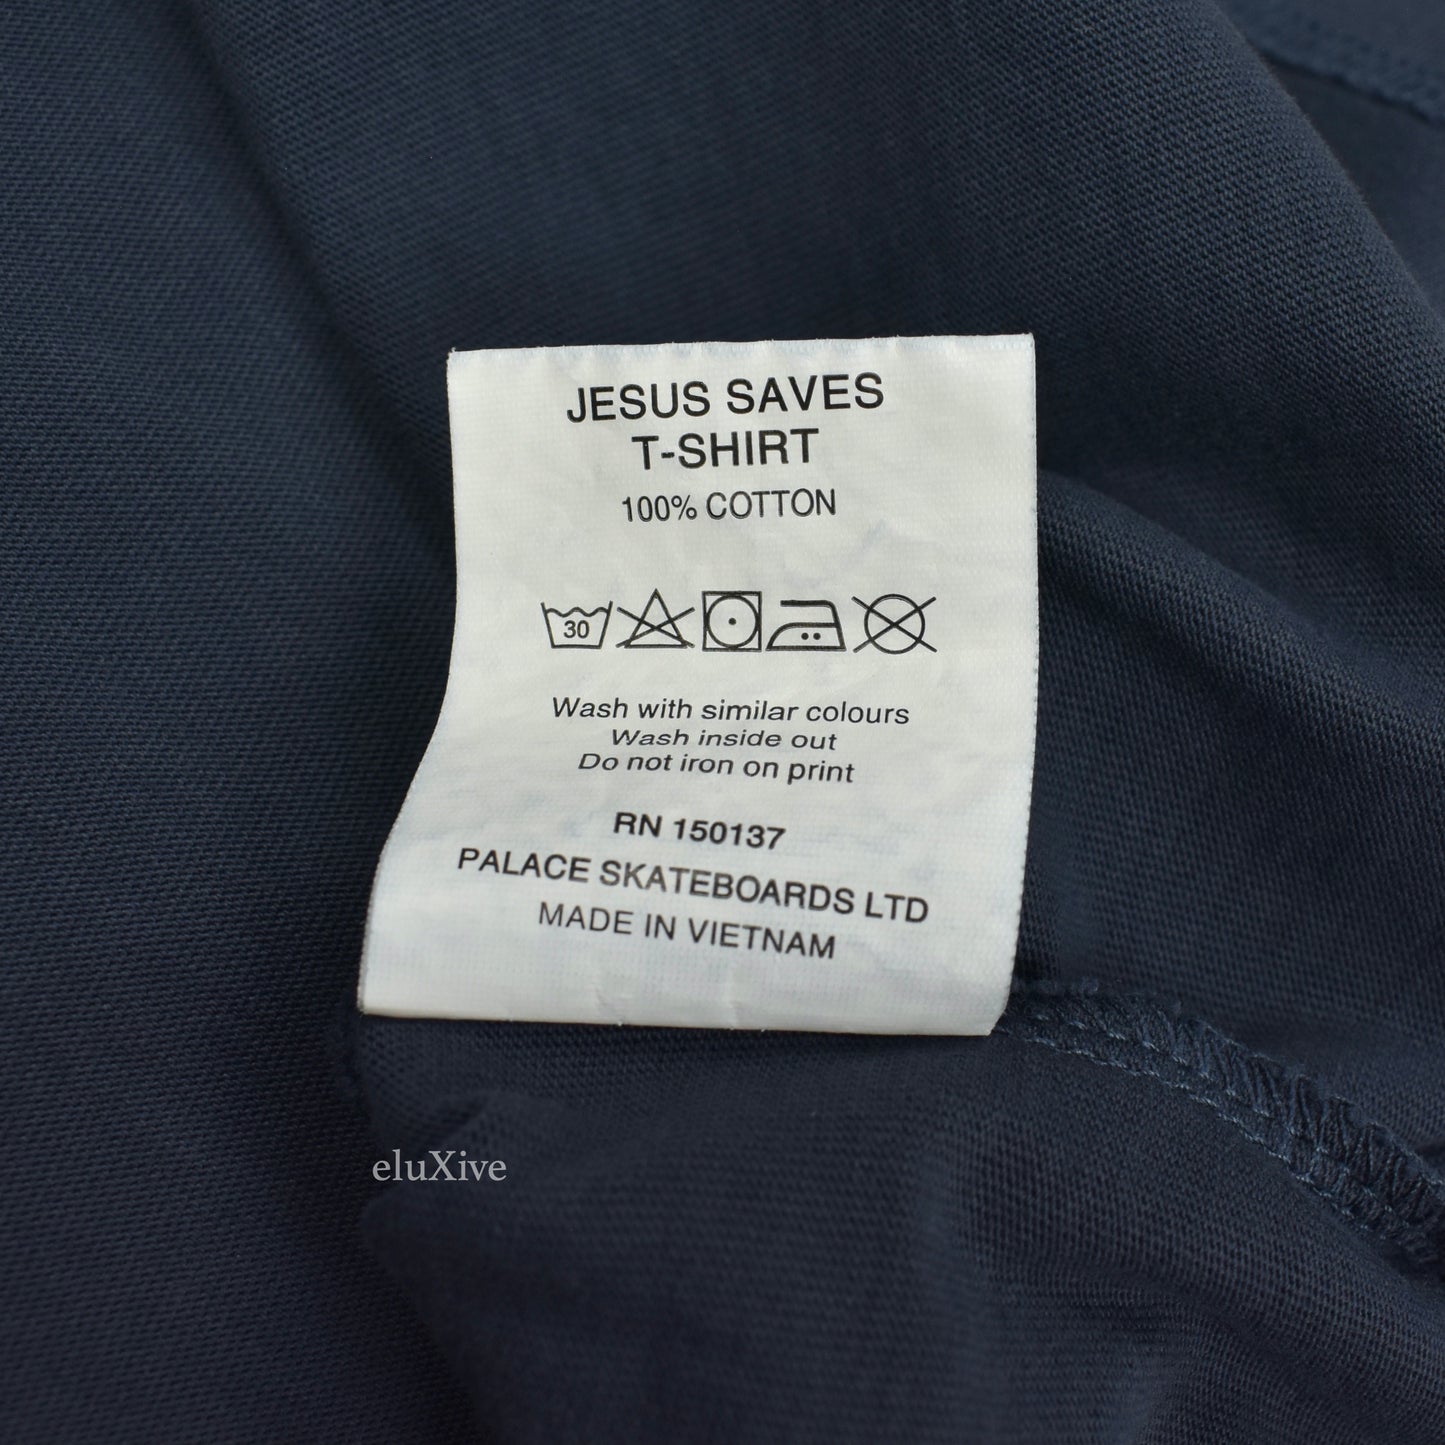 JESUS SAVES
T-SHIRT
100% COTTON
30
Wash with similar colours
Wash inside out
Do not iron on print
RN 150137
PALACE SKATEBOARDS LTD
MADE IN VIETNAM
eluXive